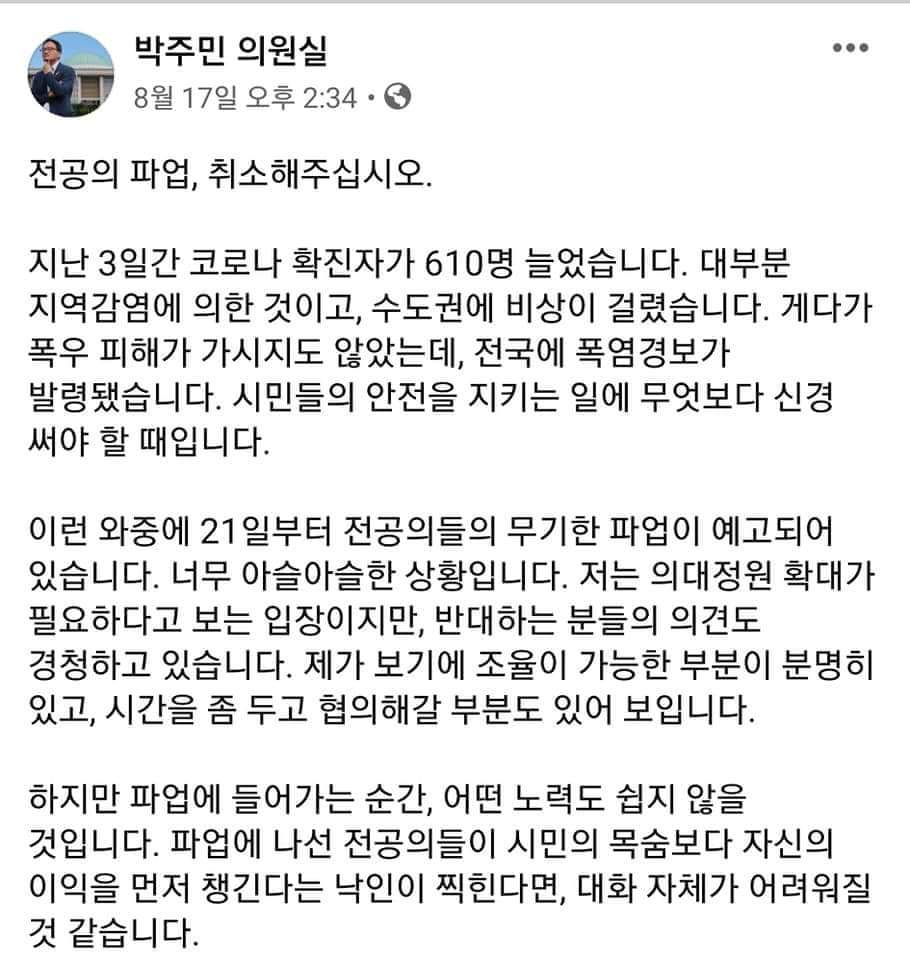 박주민 의원실
8월 17일 오후 2:34 •
전공의 파업, 취소해주십시오.
지난 3일간 코로나 확진자가 610명 늘었습니다. 대부분
지역감염에 의한 것이고, 수도권에 비상이 걸렸습니다. 게다가
폭우 피해가 가시지도 않았는데, 전국에 폭염경보가
발령됐습니다. 시민들의 안전을 지키는 일에 무엇보다 신경
써야 할 때입니다.
이런 와중에 21일부터 전공의들의 무기한 파업이 예고되어
있습니다. 너무 아슬아슬한 상황입니다. 저는 의대정원 확대가
필요하다고 보는 입장이지만, 반대하는 분들의 의견도
경청하고 있습니다. 제가 보기에 조율이 가능한 부분이 분명히
있고, 시간을 좀 두고 협의해갈 부분도 있어 보입니다.
하지만 파업에 들어가는 순간, 어떤 노력도 쉽지 않을
것입니다. 파업에 나선 전공의들이 시민의 목숨보다 자신의
이익을 먼저 챙긴다는 낙인이 찍힌다면, 대화 자체가 어려워질
것 같습니다.